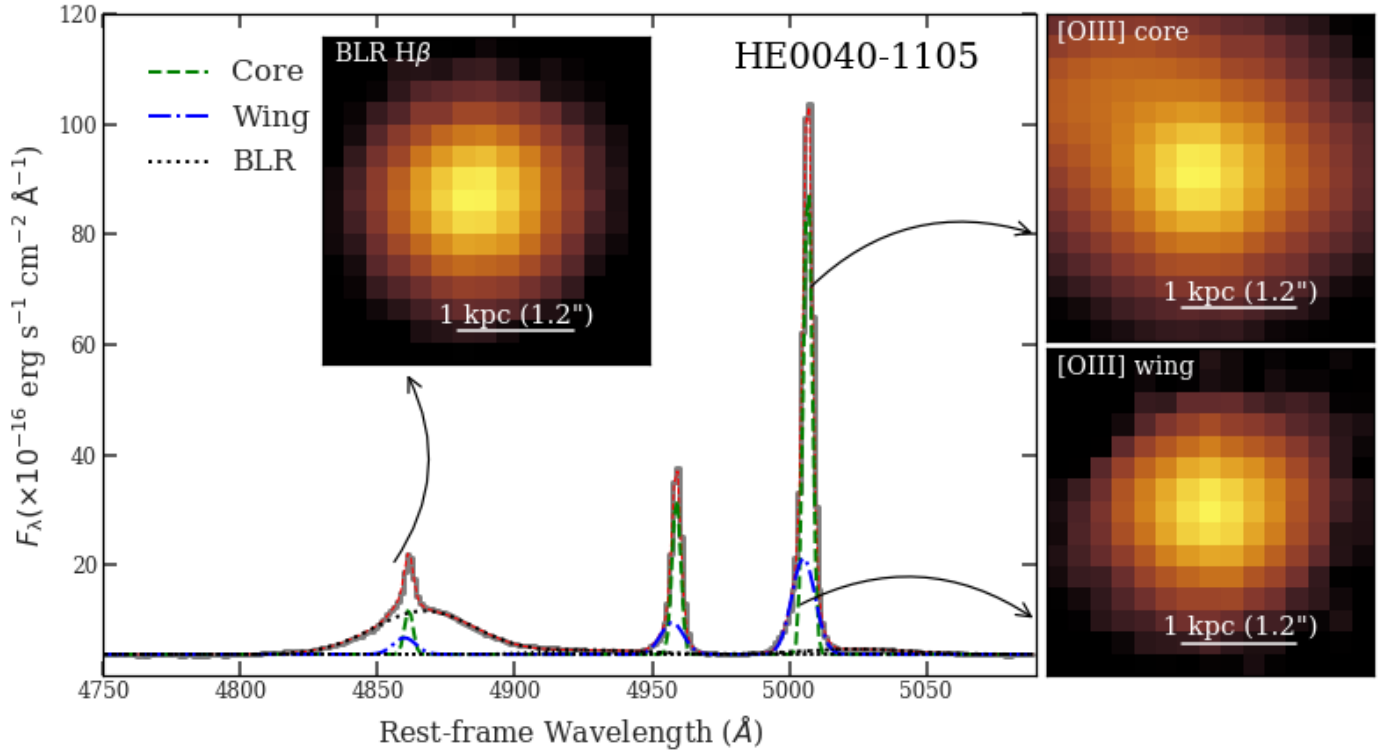 HE0040-1105
Core
Wing
BLR
BLR Hβ
1 kpc (1.2")
[OIII] core
1 kpc (1.2")
[OIII] wing
1 kpc (1.2")
120
100
80
60
40
20
4750 4800 4850 4900 4950 5000 5050
F_λ(×10⁻¹⁶ erg s⁻¹ cm⁻² Å⁻¹)
Rest-frame Wavelength (Å)